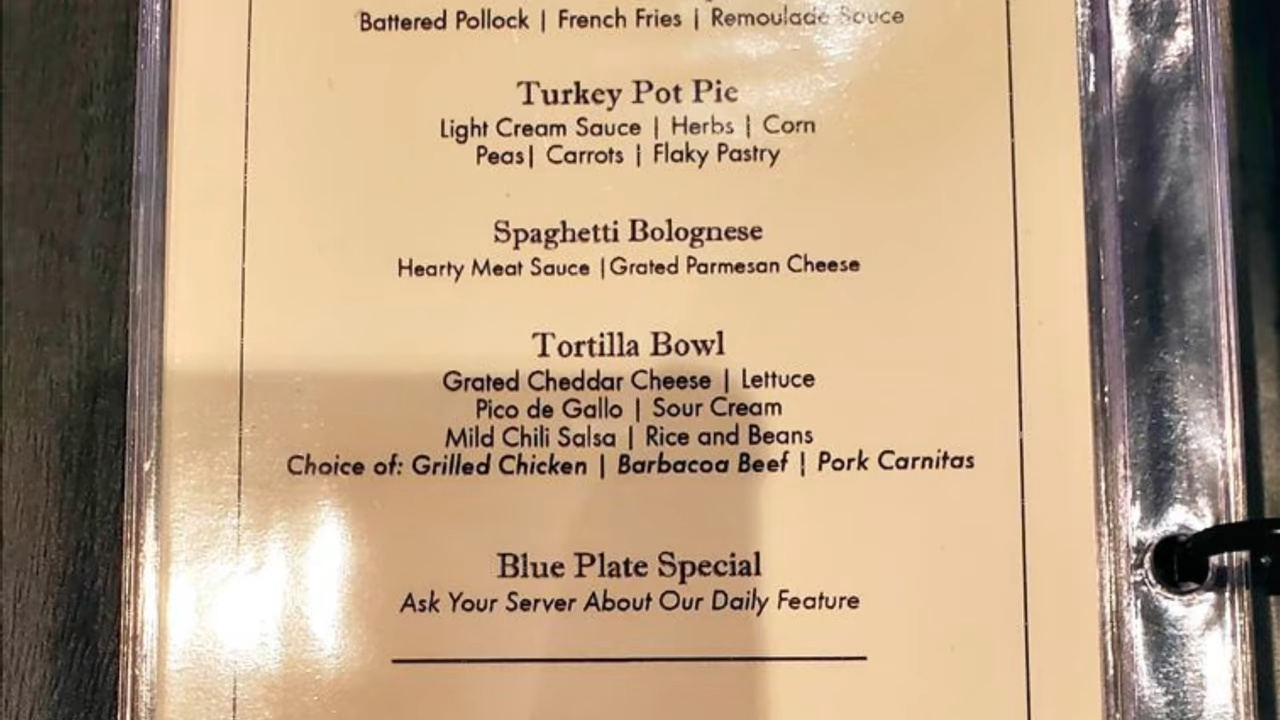 Battered Pollock | French Fries | Remoulade Sauce
Turkey Pot Pie
Light Cream Sauce | Herbs | Corn
Peas| Carrots | Flaky Pastry
Spaghetti Bolognese
Hearty Meat Sauce |Grated Parmesan Cheese
Tortilla Bowl
Grated Cheddar Cheese | Lettuce
Pico de Gallo | Sour Cream
Mild Chili Salsa | Rice and Beans
Choice of: Grilled Chicken | Barbacoa Beef | Pork Carnitas
Blue Plate Special
Ask Your Server About Our Daily Feature